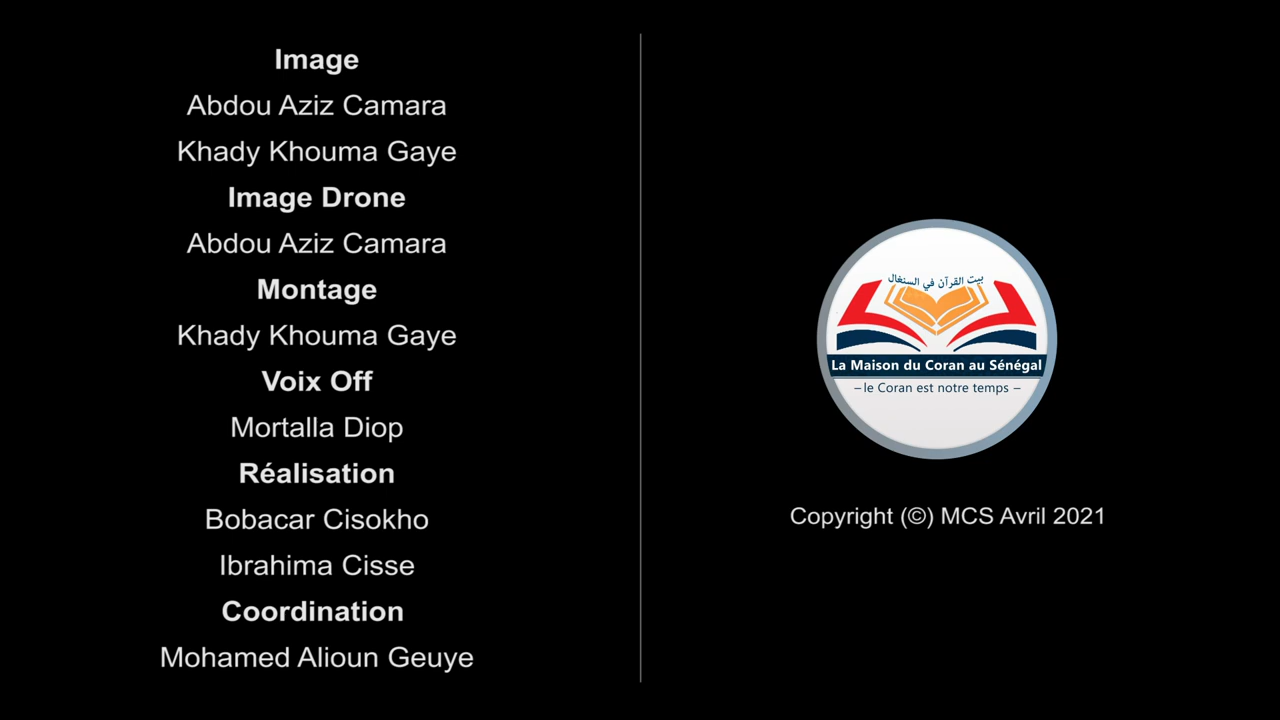 Image
Abdou Aziz Camara
Khady Khouma Gaye
Image Drone
Abdou Aziz Camara
Montage
Khady Khouma Gaye
Voix Off
Mortalla Diop
Réalisation
Bobacar Cisokho
Ibrahima Cisse
Coordination
Mohamed Alioun Geuye
بيت القرآن في السنغال
La Maison du Coran au Sénégal
– le Coran est notre temps –
Copyright (©) MCS Avril 2021